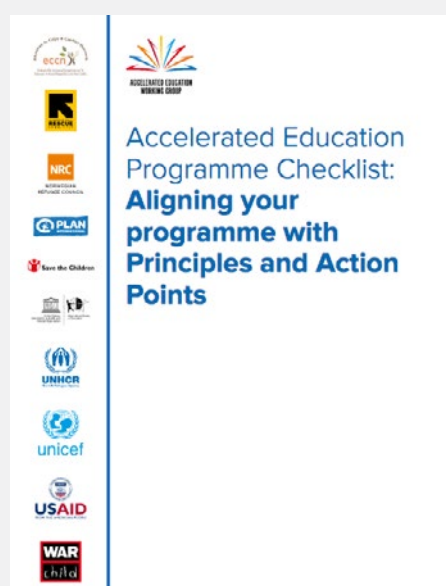 eccn
ACCELERATED EDUCATION
WORKING GROUP
RESCUE
Accelerated Education
Programme Checklist:
Aligning your
programme with
Principles and Action
Points
NRC
NORWEGIAN
REFUGEE COUNCIL
PLAN
INTERNATIONAL
Save the Children
UNHCR
unicef
USAID
WAR
child